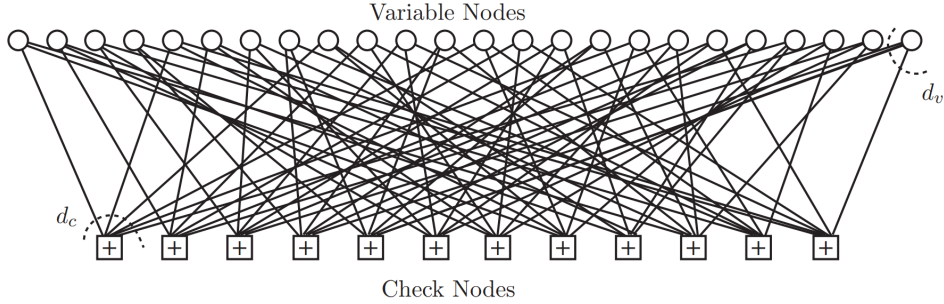 Variable Nodes
d_v
d_c
+ + + + + + + + + + + +
Check Nodes